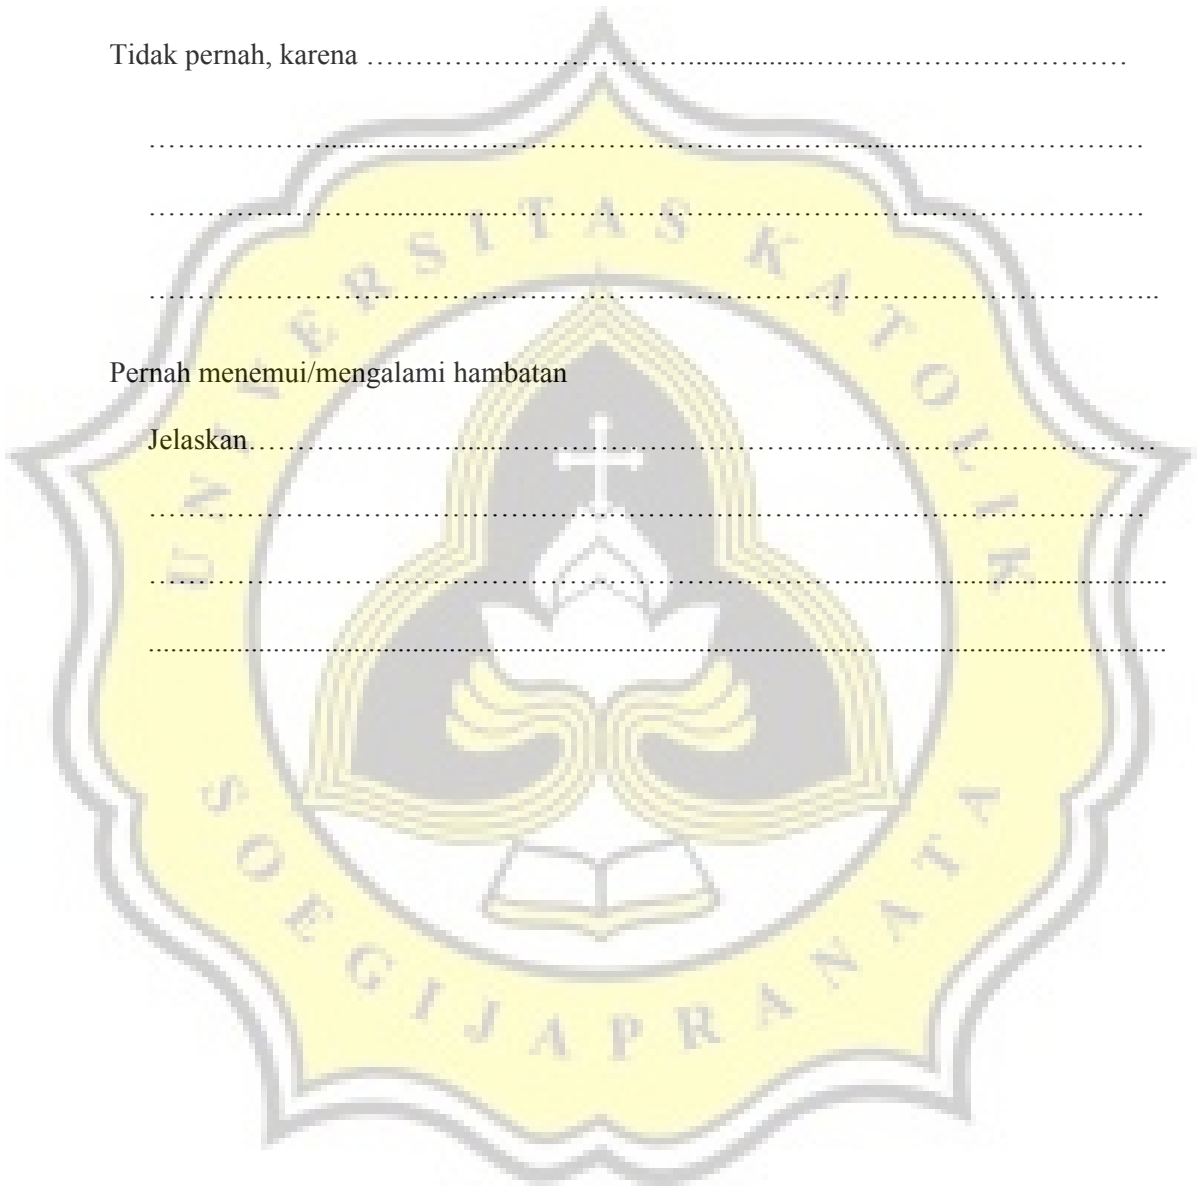 Tidak pernah, karena ……………………………...............……………………………
…………………......................………………………………………………......………………
……………………..............……………………………………………………………………
………………………………………………………………………………………………..
Pernah menemui/mengalami hambatan
Jelaskan………………………………………………………………………………………
………………………………………………………………………………………………
………………………………………………………………..................................................
..........................................................................................................................................
UNIVERSITAS KATOLIK
SOEGIJAPRANATA